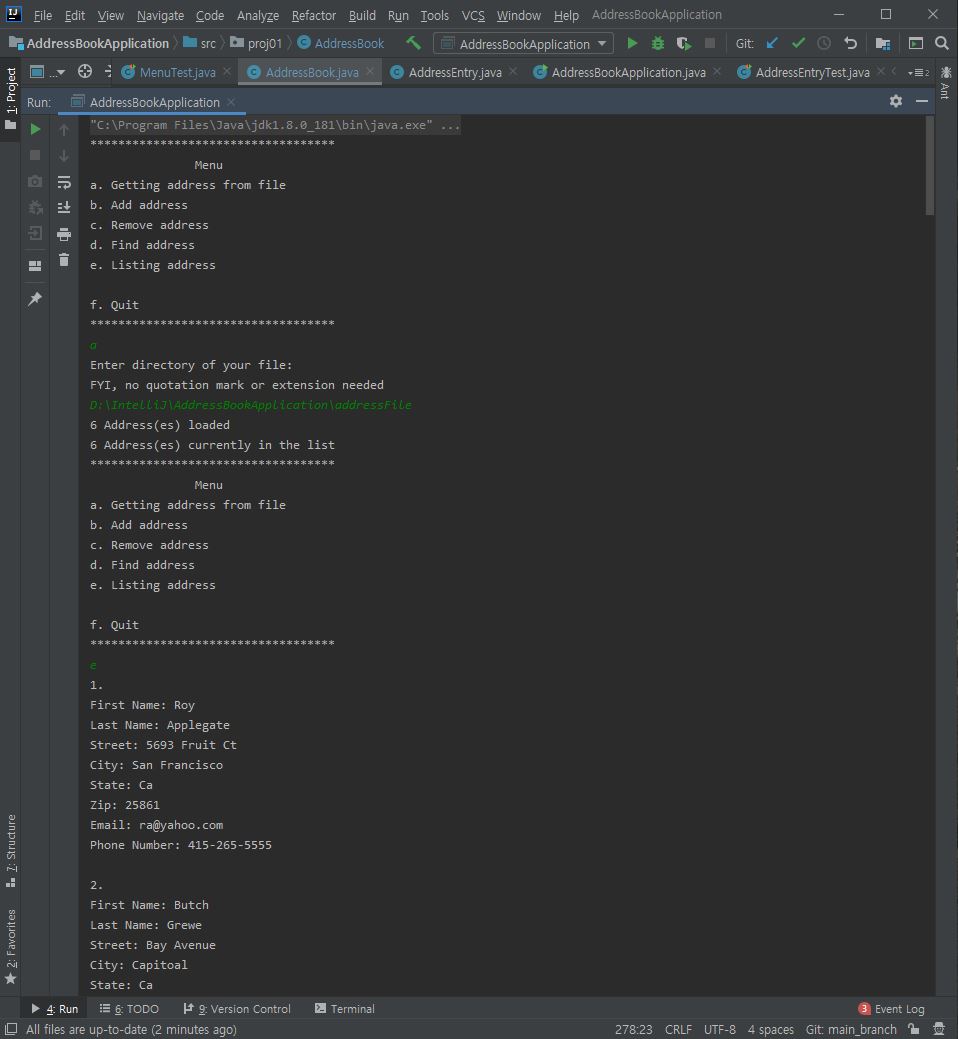 File Edit View Navigate Code Analyze Refactor Build Run Tools VCS Window Help AddressBookApplication
AddressBookApplication src proj01 AddressBook AddressBookApplication Git:
... MenuTest.java AddressBook.java AddressEntry.java AddressBookApplication.java AddressEntryTest.java 2
1: Project
Ant
Run: AddressBookApplication
"C:\Program Files\Java\jdk1.8.0_181\bin\java.exe" ...
***********************************
Menu
a. Getting address from file
b. Add address
c. Remove address
d. Find address
e. Listing address
f. Quit
***********************************
a
Enter directory of your file:
FYI, no quotation mark or extension needed
D:\IntelliJ\AddressBookApplication\addressFile
6 Address(es) loaded
6 Address(es) currently in the list
***********************************
Menu
a. Getting address from file
b. Add address
c. Remove address
d. Find address
e. Listing address
f. Quit
***********************************
e
1.
First Name: Roy
Last Name: Applegate
Street: 5693 Fruit Ct
City: San Francisco
State: Ca
Zip: 25861
Email: ra@yahoo.com
Phone Number: 415-265-5555
2.
First Name: Butch
Last Name: Grewe
Street: Bay Avenue
City: Capitoal
State: Ca
7: Structure
2: Favorites
4: Run 6: TODO 9: Version Control Terminal 3 Event Log
All files are up-to-date (2 minutes ago) 278:23 CRLF UTF-8 4 spaces Git: main_branch